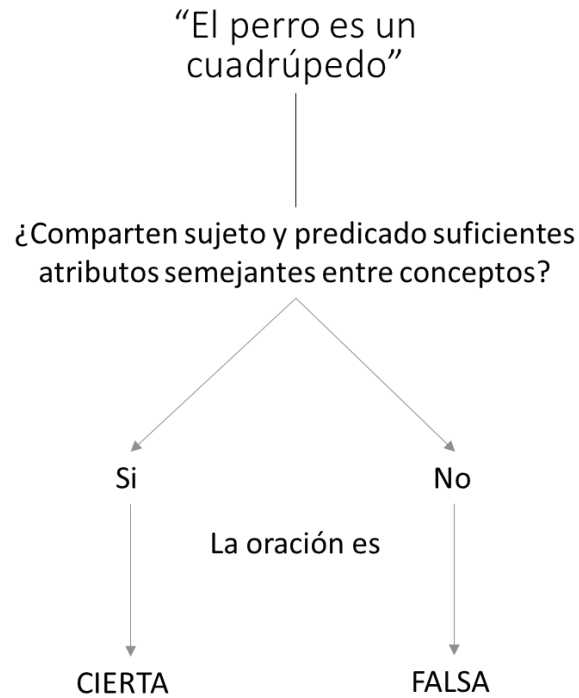 “El perro es un
cuadrúpedo”
¿Comparten sujeto y predicado suficientes
atributos semejantes entre conceptos?
Si
No
La oración es
CIERTA
FALSA